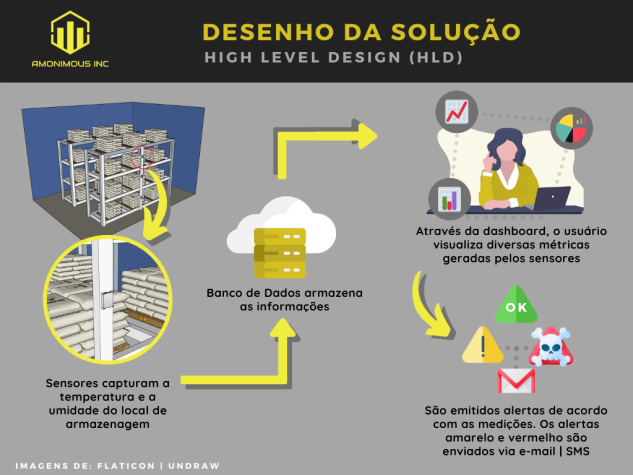 DESENHO DA SOLUÇÃO
HIGH LEVEL DESIGN (HLD)
AMONIMOUS INC
Sensores capturam a
temperatura e a
umidade do local de
armazenagem
Banco de Dados armazena
as informações
Através da dashboard, o usuário
visualiza diversas métricas
geradas pelos sensores
OK
!
São emitidos alertas de acordo
com as medições. Os alertas
amarelo e vermelho são
enviados via e-mail | SMS
IMAGENS DE: FLATICON | UNDRAW